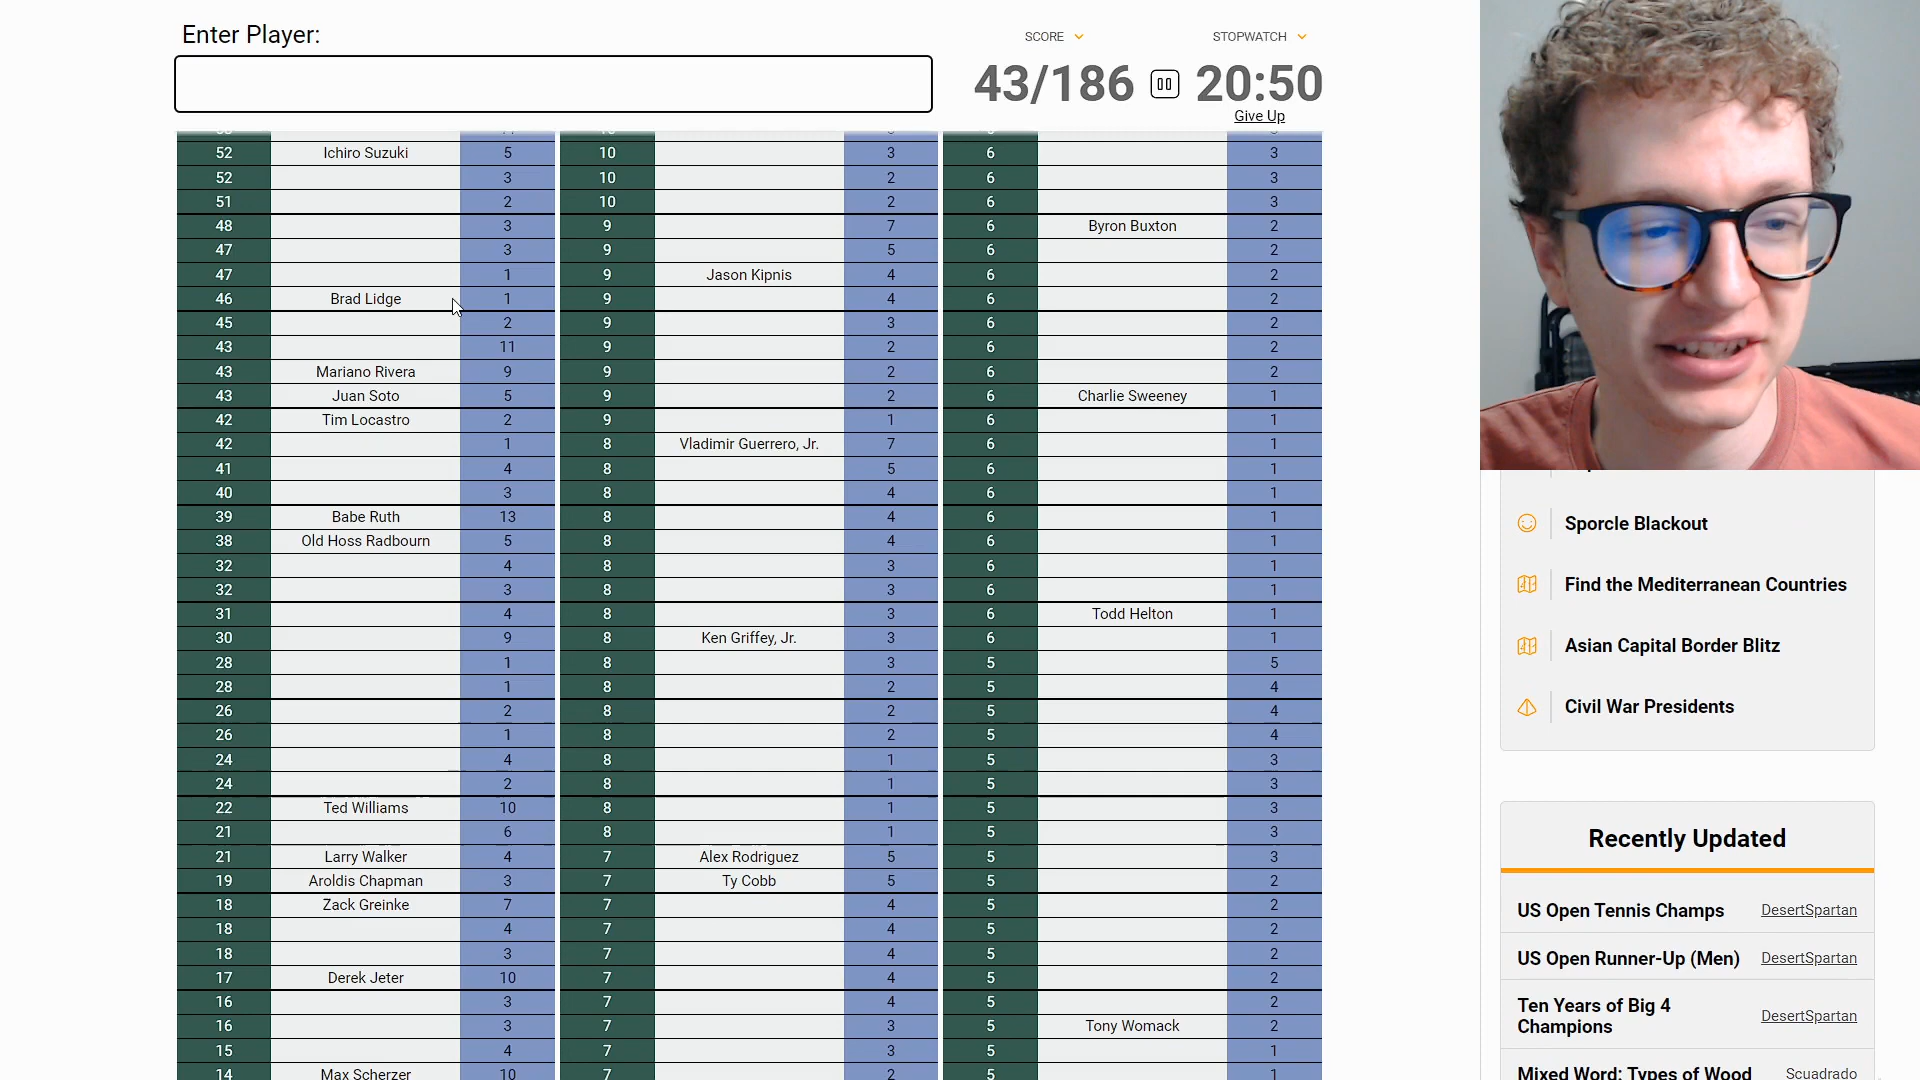 Enter Player:
SCORE
STOPWATCH
43/186
20:50
Give Up
52 Ichiro Suzuki 5
52 3
51 2
48 3
47 3
47 1
46 Brad Lidge 1
45 2
43 11
43 Mariano Rivera 9
43 Juan Soto 5
42 Tim Locastro 2
42 1
41 4
40 3
39 Babe Ruth 13
38 Old Hoss Radbourn 5
32 4
32 3
31 4
30 9
28 1
28 1
26 2
26 1
24 4
24 2
22 Ted Williams 10
21 6
21 Larry Walker 4
19 Aroldis Chapman 3
18 Zack Greinke 7
18 4
18 3
17 Derek Jeter 10
16 3
16 3
15 4
14 Max Scherzer 10
10 3
10 2
10 2
9 7
9 5
9 Jason Kipnis 4
9 4
9 3
9 2
9 2
9 2
9 1
8 Vladimir Guerrero, Jr. 7
8 5
8 4
8 4
8 4
8 3
8 3
8 3
8 Ken Griffey, Jr. 3
8 3
8 2
8 2
8 2
8 1
8 1
8 1
8 1
7 Alex Rodriguez 5
7 Ty Cobb 5
7 4
7 4
7 4
7 4
7 4
7 3
7 3
7 2
6 3
6 3
6 3
6 Byron Buxton 2
6 2
6 2
6 2
6 2
6 2
6 2
6 Charlie Sweeney 1
6 1
6 1
6 1
6 1
6 1
6 1
6 1
6 1
6 Todd Helton 1
6 1
5 5
5 4
5 4
5 4
5 3
5 3
5 3
5 3
5 3
5 2
5 2
5 2
5 2
5 2
5 2
5 Tony Womack 2
5 1
5 1
Sporcle Blackout
Find the Mediterranean Countries
Asian Capital Border Blitz
Civil War Presidents
Recently Updated
US Open Tennis Champs DesertSpartan
US Open Runner-Up (Men) DesertSpartan
Ten Years of Big 4
Champions DesertSpartan
Mixed Word: Types of Wood Scuadrado